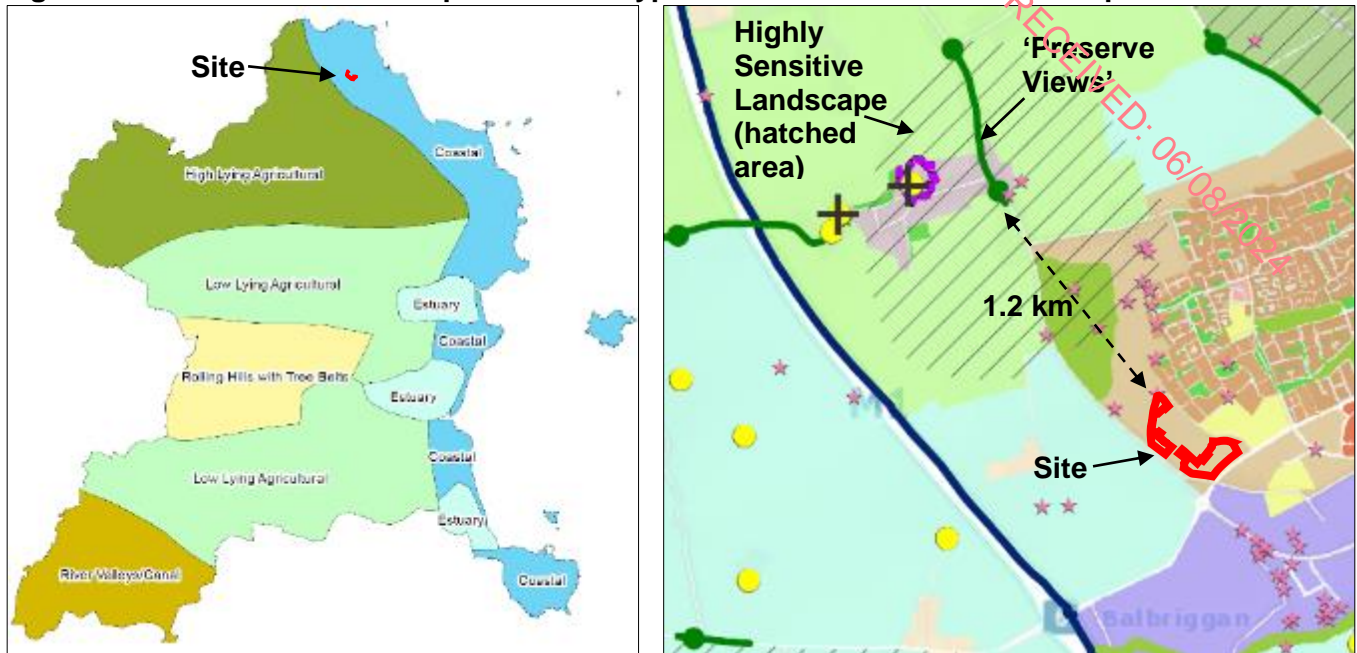 Site
Coastal
High Lying Agricultural
Low Lying Agricultural
Estuary
Coastal
Rolling Hills with Tree Belts
Estuary
Coastal
Low Lying Agricultural
Estuary
River Valleys/Canal
Coastal
Highly
Sensitive
Landscape
(hatched
area)
‘Preserve
Views’
RECEIVED: 06/08/2024
1.2 km
M1
Site
Balbriggan